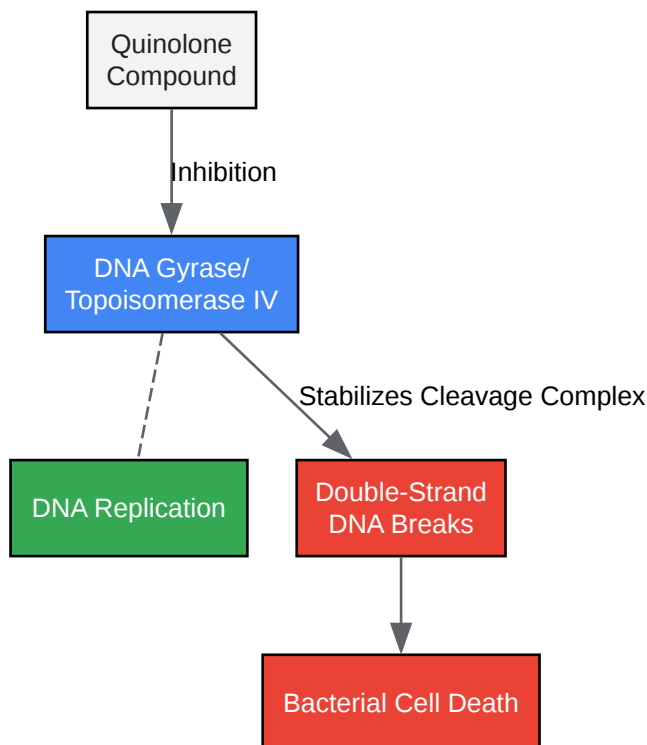 Quinolone
Compound
Inhibition
DNA Gyrase/
Topoisomerase IV
Stabilizes Cleavage Complex
DNA Replication
Double-Strand
DNA Breaks
Bacterial Cell Death